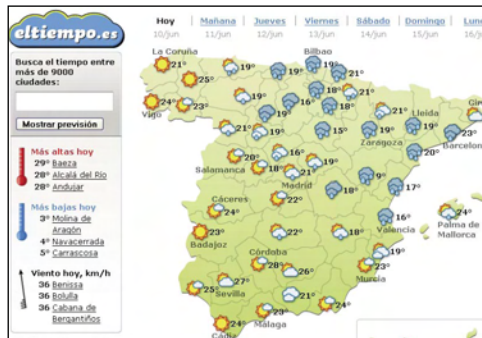 eltiempo.es
Busca el tiempo entre
más de 9000
ciudades:
Mostrar previsión
Más altas hoy
29° Baeza
28° Alcalá del Río
28° Andujar
Más bajas hoy
3° Molina de
Aragón
4° Navacerrada
5° Carrascosa
Viento hoy, km/h
36 Benissa
36 Bolulla
36 Cabana de
Bergantiños
Hoy Mañana Jueves Viernes Sábado Domingo
10/jun 11/jun 12/jun 13/jun 14/jun 15/jun 16/
La Coruña Bilbao
21° 19° 19° 19° 21°
25°
19° 16° 18° 21°
24° 23° 18° 21° Lleida
Vigo 19° 19°
21° 19° 15° 19° 23°
Zaragoza Barcelon
20° 16° 19° 20°
Salamanca 18° 21°
Madrid 9° 17°
18°
Cáceres 22°
24° 16° 24°
Valencia Palma de
Mallorca
23° 22° 18° 19°
Badajoz Córdoba
28° 26° 23°
Murcia
25° 27°
Sevilla 21° 24°
23°
24° Málaga
Cádiz